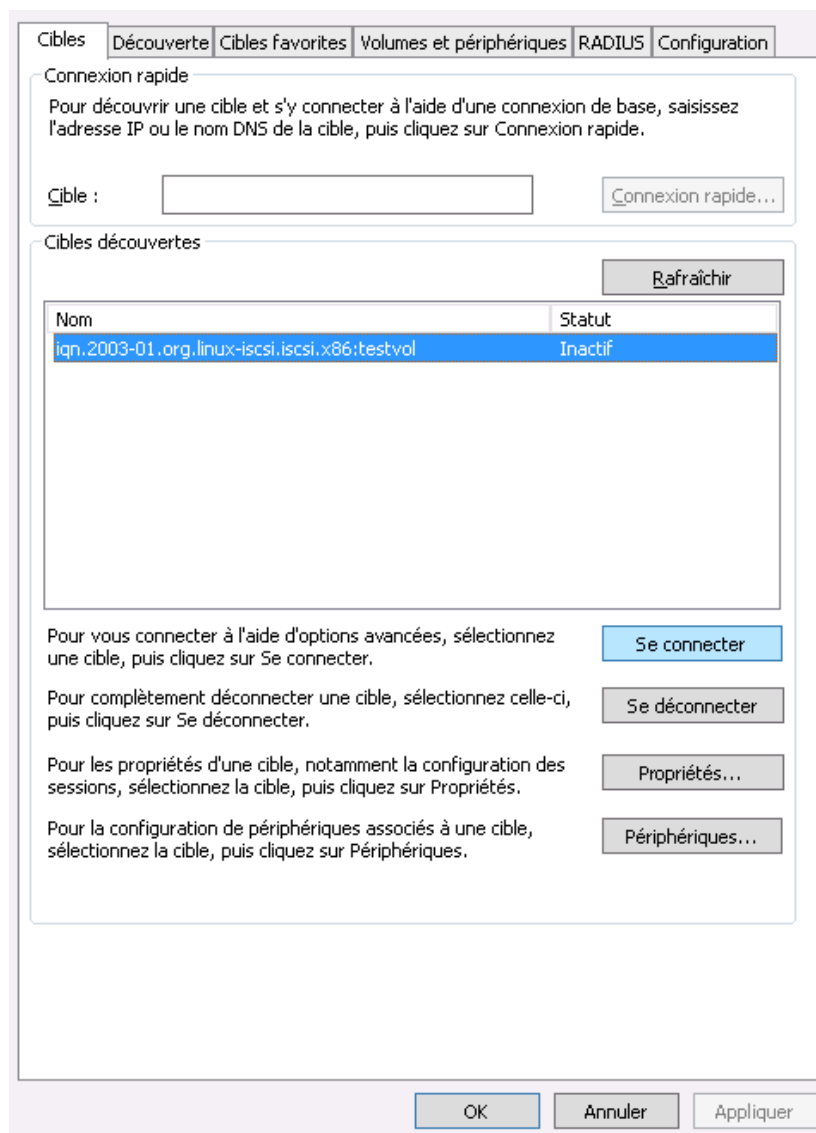 Cibles Découverte Cibles favorites Volumes et périphériques RADIUS Configuration
Connexion rapide
Pour découvrir une cible et s'y connecter à l'aide d'une connexion de base, saisissez
l'adresse IP ou le nom DNS de la cible, puis cliquez sur Connexion rapide.
Cible :
Connexion rapide...
Cibles découvertes
Rafraîchir
Nom Statut
iqn.2003-01.org.linux-iscsi.iscsi.x86:testvol Inactif
Pour vous connecter à l'aide d'options avancées, sélectionnez
une cible, puis cliquez sur Se connecter.
Se connecter
Pour complètement déconnecter une cible, sélectionnez celle-ci,
puis cliquez sur Se déconnecter.
Se déconnecter
Pour les propriétés d'une cible, notamment la configuration des
sessions, sélectionnez la cible, puis cliquez sur Propriétés.
Propriétés...
Pour la configuration de périphériques associés à une cible,
sélectionnez la cible, puis cliquez sur Périphériques.
Périphériques...
OK Annuler Appliquer